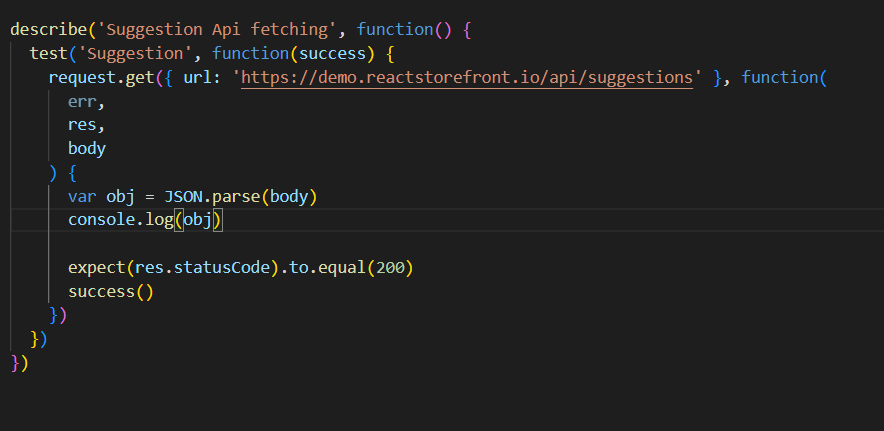 describe('Suggestion Api fetching', function() {
  test('Suggestion', function(success) {
    request.get({ url: 'https://demo.reactstorefront.io/api/suggestions' }, function(
      err,
      res,
      body
    ) {
      var obj = JSON.parse(body)
      console.log(obj)

      expect(res.statusCode).to.equal(200)
      success()
    })
  })
})